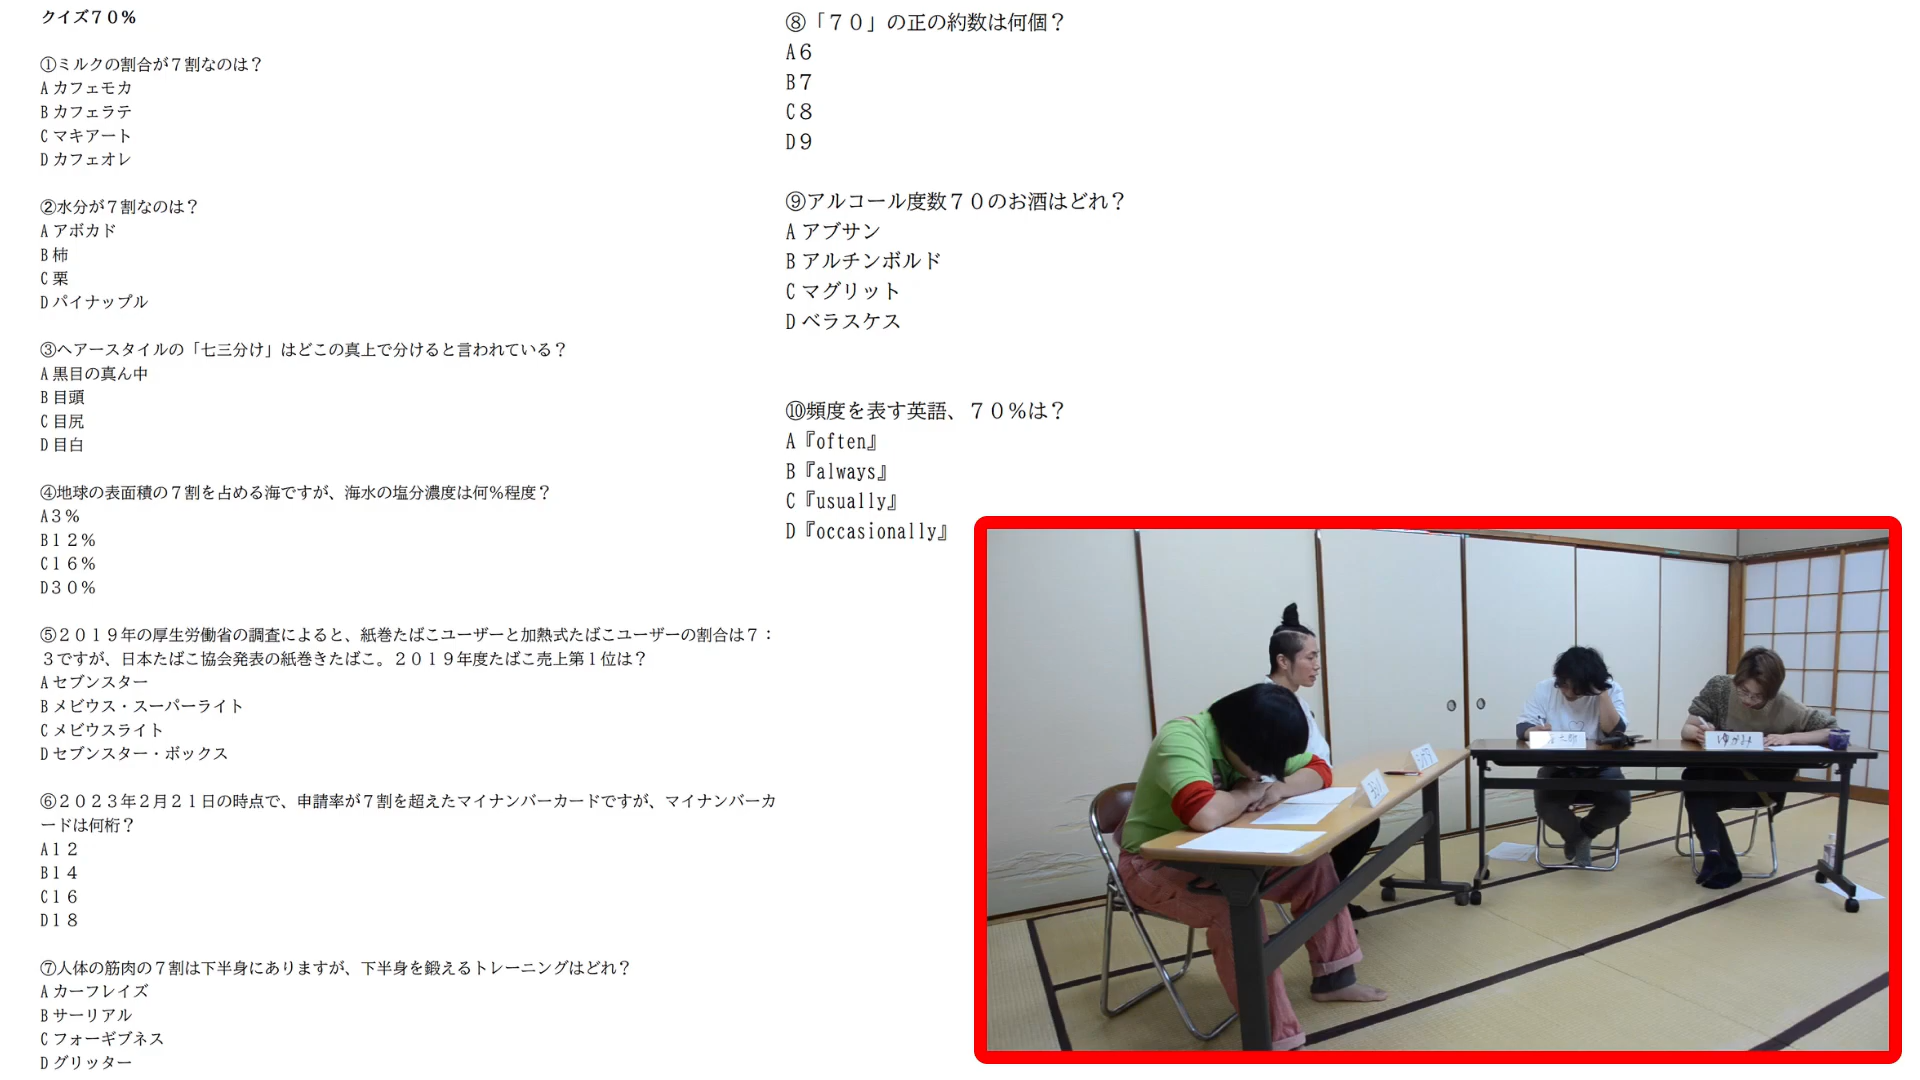 クイズ７０％
①ミルクの割合が７割なのは？
A カフェモカ
B カフェラテ
C マキアート
D カフェオレ
②水分が７割なのは？
A アボカド
B 柿
C 栗
D パイナップル
③ヘアースタイルの「七三分け」はどこの真上で分けると言われている？
A 黒目の真ん中
B 目頭
C 目尻
D 目白
④地球の表面積の７割を占める海ですが、海水の塩分濃度は何％程度？
A３％
B１２％
C１６％
D３０％
⑤２０１９年の厚生労働省の調査によると、紙巻たばこユーザーと加熱式たばこユーザーの割合は７：
３ですが、日本たばこ協会発表の紙巻きたばこ。２０１９年度たばこ売上第１位は？
A セブンスター
B メビウス・スーパーライト
C メビウスライト
D セブンスター・ボックス
⑥２０２３年２月２１日の時点で、申請率が７割を超えたマイナンバーカードですが、マイナンバーカ
ードは何桁？
A１２
B１４
C１６
D１８
⑦人体の筋肉の７割は下半身にありますが、下半身を鍛えるトレーニングはどれ？
A カーフレイズ
B サーリアル
C フォーギブネス
D グリッター
⑧「７０」の正の約数は何個？
A６
B７
C８
D９
⑨アルコール度数７０のお酒はどれ？
A アブサン
B アルチンボルド
C マグリット
D ベラスケス
⑩頻度を表す英語、７０％は？
A『often』
B『always』
C『usually』
D『occasionally』
ゆかみ